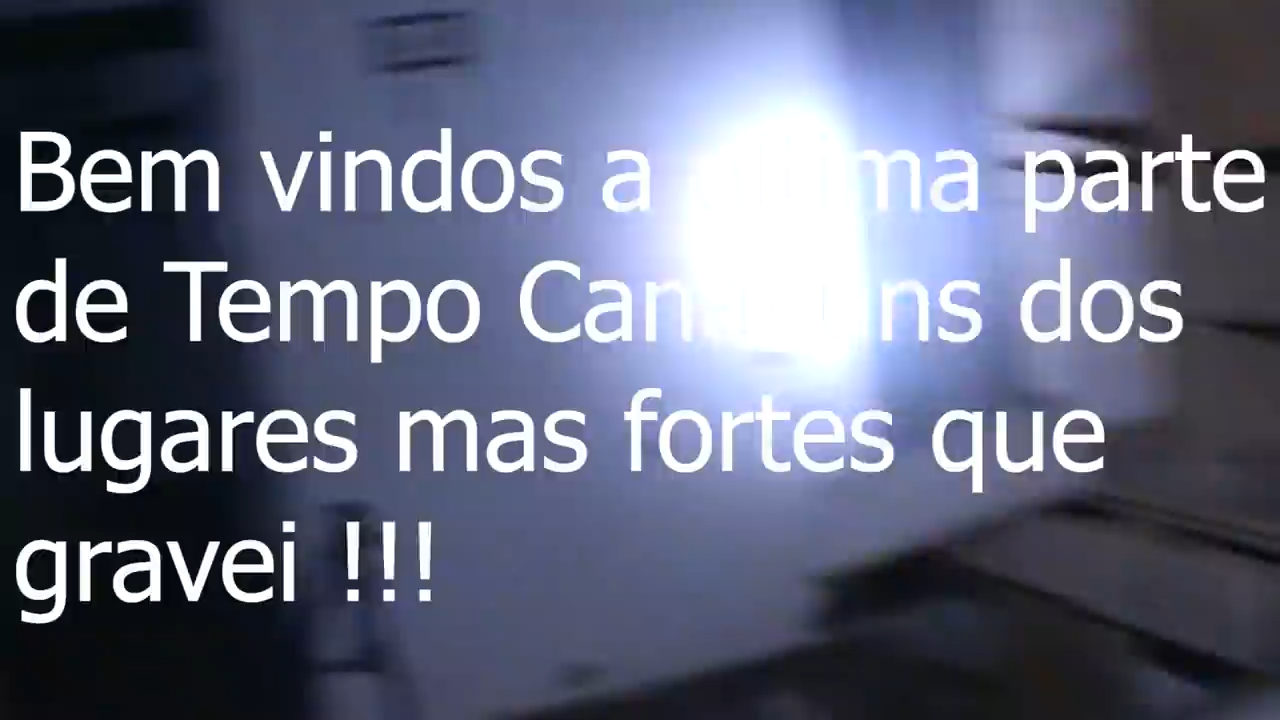 Bem vindos a parte
de Tempo dos
lugares mas fortes que
gravei !!!